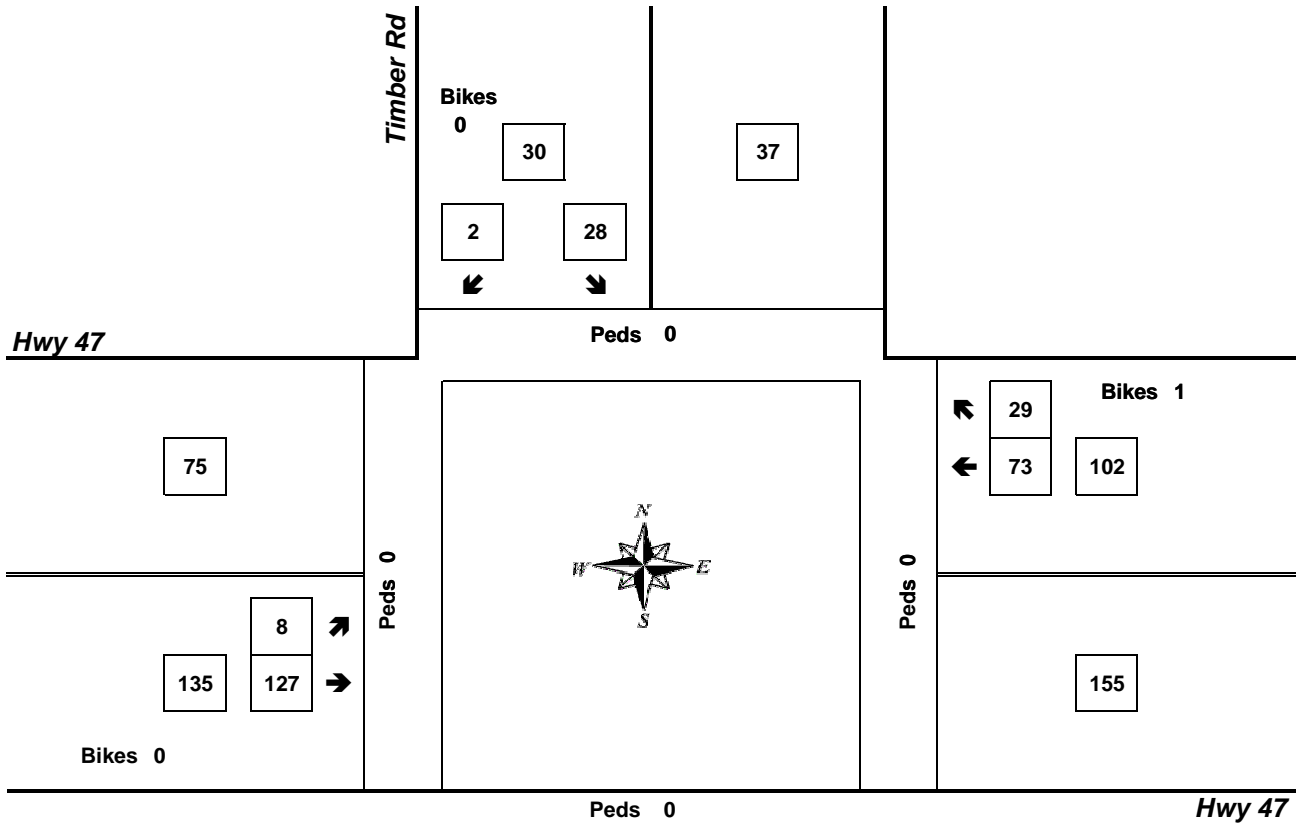 Timber Rd
Bikes
0
30
37
2
28
Peds 0
Hwy 47
Bikes 1
29
75
73
102
N
W
E
S
Peds 0
Peds 0
8
135
127
155
Bikes 0
Peds 0
Hwy 47